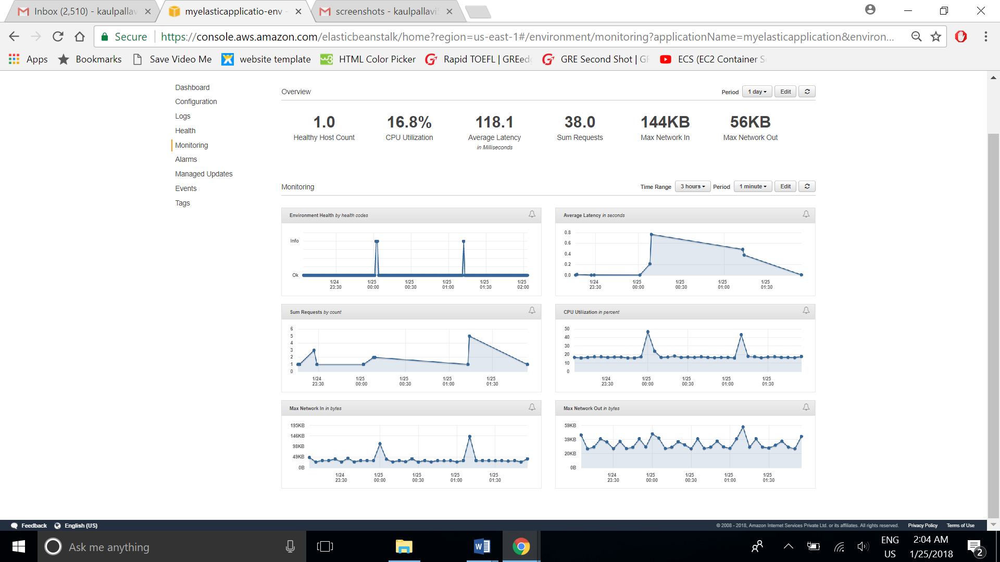 Inbox (2,510) - kaulpallav
myelasticapplicatio-env -
screenshots - kaulpallavi
Secure
https://console.aws.amazon.com/elasticbeanstalk/home?region=us-east-1#/environment/monitoring?applicationName=myelasticapplication&environ...
Apps
Bookmarks
Save Video Me
website template
HTML Color Picker
Rapid TOEFL | GREed
GRE Second Shot | GR
ECS (EC2 Container S
Dashboard
Configuration
Logs
Health
Monitoring
Alarms
Managed Updates
Events
Tags
Overview
Period
1 day
Edit
1.0
Healthy Host Count
16.8%
CPU Utilization
118.1
Average Latency
in Milliseconds
38.0
Sum Requests
144KB
Max Network In
56KB
Max Network Out
Monitoring
Time Range
3 hours
Period
1 minute
Edit
Environment Health by health codes
Info
Ok
1/24 1/25 1/25 1/25 1/25 1/25
23:30 00:00 00:30 01:00 01:30 02:00
Average Latency in seconds
0.8
0.6
0.4
0.2
0.0
1/24 1/25 1/25 1/25 1/25
23:30 00:00 00:30 01:00 01:30
Sum Requests by count
6
5
4
3
2
1
0
1/24 1/25 1/25 1/25 1/25
23:30 00:00 00:30 01:00 01:30
CPU Utilization in percent
50
40
30
20
10
0
1/24 1/25 1/25 1/25 1/25
23:30 00:00 00:30 01:00 01:30
Max Network In in bytes
195KB
146KB
98KB
49KB
0B
1/24 1/25 1/25 1/25 1/25
23:30 00:00 00:30 01:00 01:30
Max Network Out in bytes
59KB
39KB
20KB
0B
1/24 1/25 1/25 1/25 1/25
23:30 00:00 00:30 01:00 01:30
Feedback
English (US)
© 2008 - 2018, Amazon Internet Services Private Ltd. or its affiliates. All rights reserved.
Privacy Policy
Terms of Use
Ask me anything
ENG
US
2:04 AM
1/25/2018
2